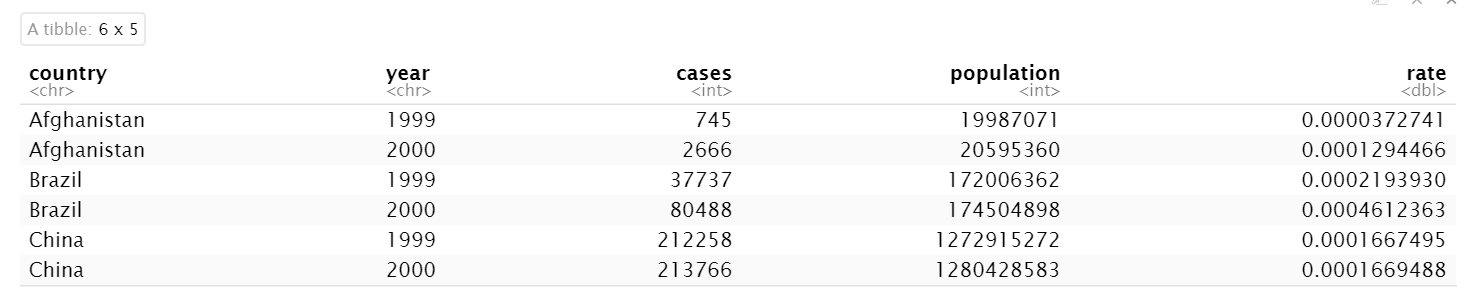 A tibble: 6 x 5
country year cases population rate
<chr> <chr> <int> <int> <dbl>
Afghanistan 1999 745 19987071 0.0000372741
Afghanistan 2000 2666 20595360 0.0001294466
Brazil 1999 37737 172006362 0.0002193930
Brazil 2000 80488 174504898 0.0004612363
China 1999 212258 1272915272 0.0001667495
China 2000 213766 1280428583 0.0001669488